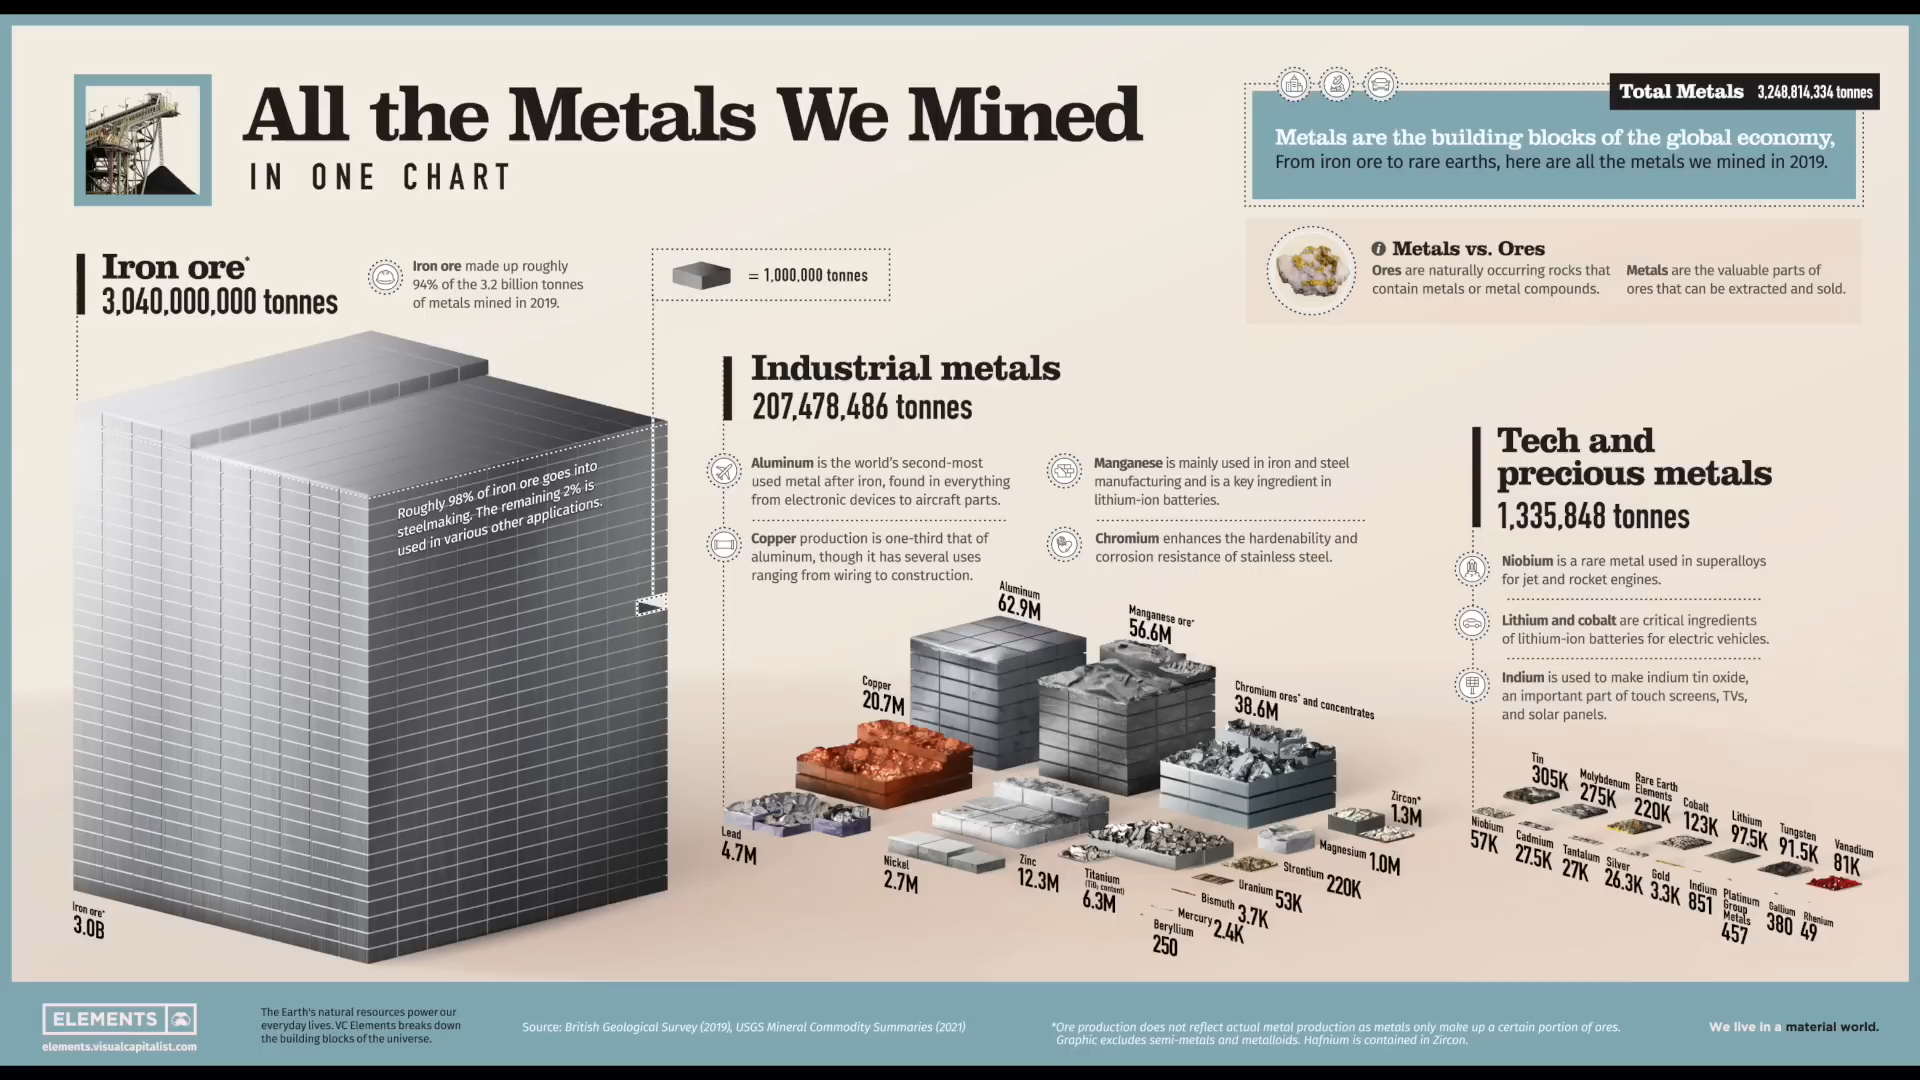 All the Metals We Mined
IN ONE CHART
Total Metals 3,248,814,334 tonnes
Metals are the building blocks of the global economy,
From iron ore to rare earths, here are all the metals we mined in 2019.
Metals vs. Ores
Ores are naturally occurring rocks that
contain metals or metal compounds.
Metals are the valuable parts of
ores that can be extracted and sold.
Iron ore*
3,040,000,000 tonnes
Iron ore made up roughly
94% of the 3.2 billion tonnes
of metals mined in 2019.
= 1,000,000 tonnes
Roughly 98% of iron ore goes into
steelmaking. The remaining 2% is
used in various other applications.
Iron ore*
3.0B
Industrial metals
207,478,486 tonnes
Aluminum is the world's second-most
used metal after iron, found in everything
from electronic devices to aircraft parts.
Copper production is one-third that of
aluminum, though it has several uses
ranging from wiring to construction.
Manganese is mainly used in iron and steel
manufacturing and is a key ingredient in
lithium-ion batteries.
Chromium enhances the hardenability and
corrosion resistance of stainless steel.
Aluminum
62.9M
Manganese ore*
56.6M
Copper
20.7M
Chromium ores* and concentrates
38.6M
Zircon*
1.3M
Lead
4.7M
Nickel
2.7M
Zinc
12.3M
Titanium
(TiO₂ content)
6.3M
Magnesium 1.0M
Strontium 220K
Uranium 53K
Bismuth 3.7K
Mercury 2.4K
Beryllium
250
Tech and
precious metals
1,335,848 tonnes
Niobium is a rare metal used in superalloys
for jet and rocket engines.
Lithium and cobalt are critical ingredients
of lithium-ion batteries for electric vehicles.
Indium is used to make indium tin oxide,
an important part of touch screens, TVs,
and solar panels.
Tin
305K
Molybdenum
275K
Rare Earth
Elements
220K
Cobalt
123K
Lithium
97.5K
Tungsten
91.5K
Vanadium
81K
Niobium
57K
Cadmium
27.5K
Tantalum
27K
Silver
26.3K
Gold
3.3K
Indium
851
Platinum
Group
Metals
457
Gallium
380
Rhenium
49
ELEMENTS
elements.visualcapitalist.com
The Earth's natural resources power our
everyday lives. VC Elements breaks down
the building blocks of the universe.
Source: British Geological Survey (2019), USGS Mineral Commodity Summaries (2021)
*Ore production does not reflect actual metal production as metals only make up a certain portion of ores.
Graphic excludes semi-metals and metalloids. Hafnium is contained in Zircon.
We live in a material world.